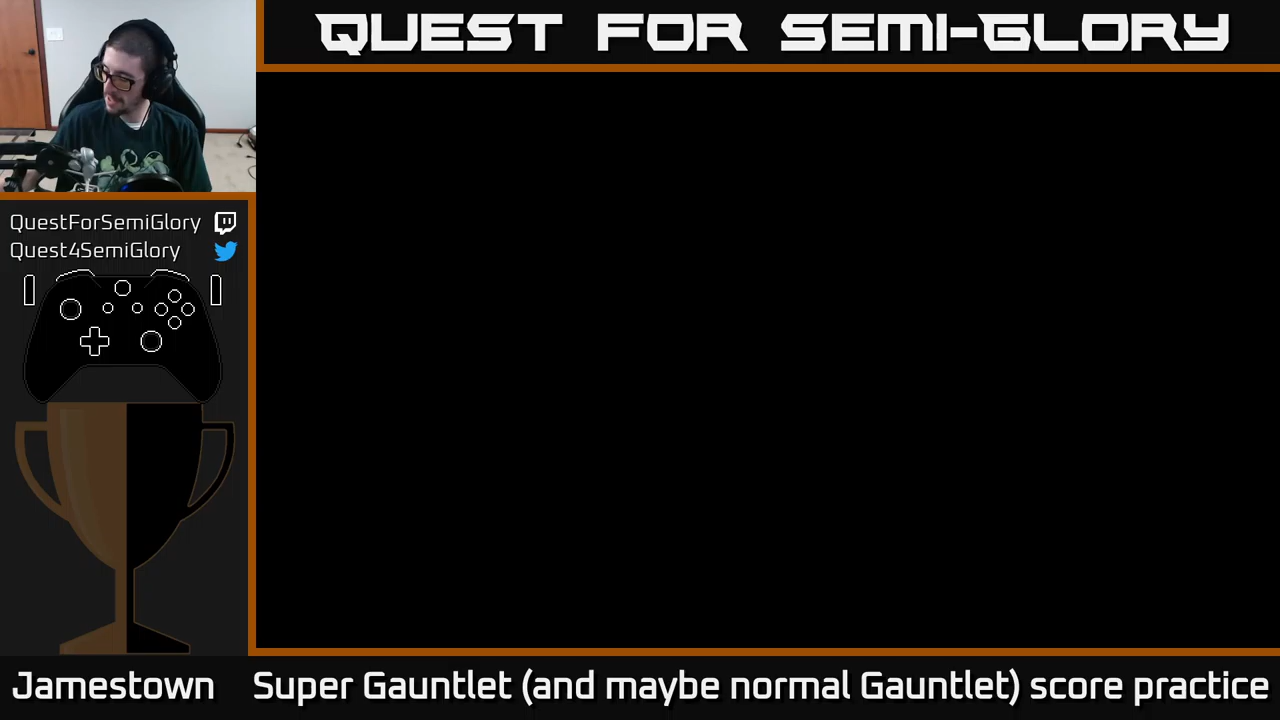 QUEST FOR SEMI-GLORY
QuestForSemiGlory
Quest4SemiGlory
Jamestown
Super Gauntlet (and maybe normal Gauntlet) score practice